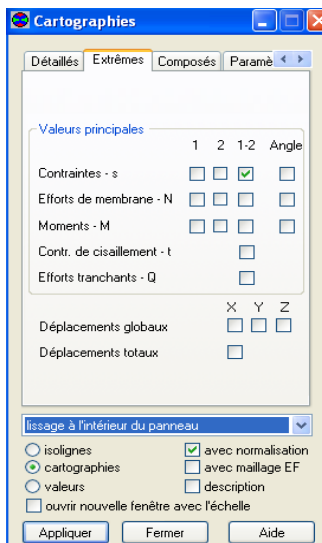 Cartographies
Détaillés Extrêmes Composés Paramè
Valeurs principales
1 2 1-2 Angle
Contraintes - s
Efforts de membrane - N
Moments - M
Contr. de cisaillement - t
Efforts tranchants - Q
X Y Z
Déplacements globaux
Déplacements totaux
lissage à l'intérieur du panneau
isolignes avec normalisation
cartographies avec maillage EF
valeurs description
ouvrir nouvelle fenêtre avec l'échelle
Appliquer Fermer Aide